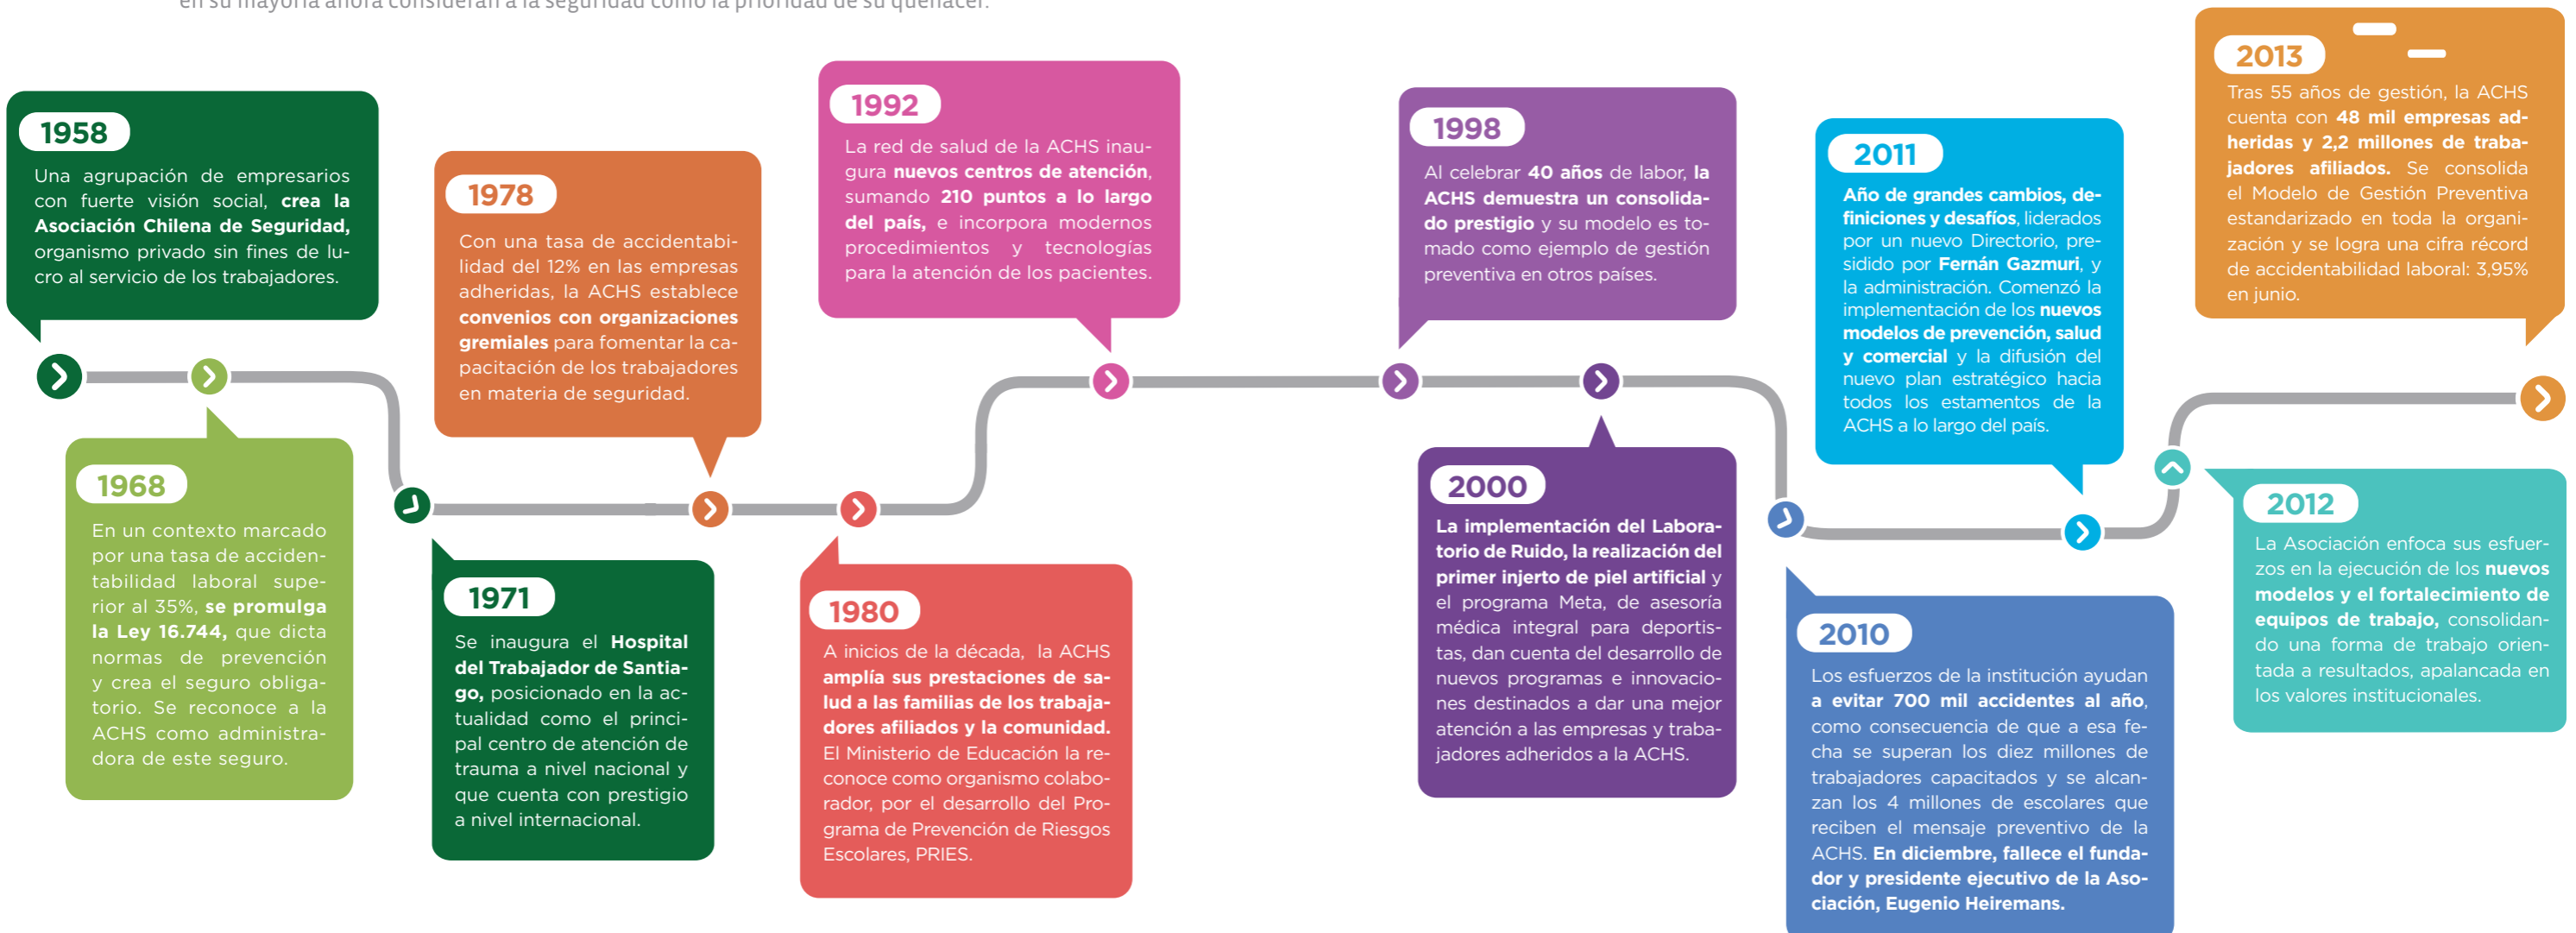 en su mayoría ahora consideran a la seguridad como la prioridad de su quehacer.
1958
Una agrupación de empresarios
con fuerte visión social, crea la
Asociación Chilena de Seguridad,
organismo privado sin fines de lu-
cro al servicio de los trabajadores.
1968
En un contexto marcado
por una tasa de acciden-
tabilidad laboral supe-
rior al 35%, se promulga
la Ley 16.744, que dicta
normas de prevención
y crea el seguro obliga-
torio. Se reconoce a la
ACHS como administra-
dora de este seguro.
1971
Se inaugura el Hospital
del Trabajador de Santia-
go, posicionado en la ac-
tualidad como el princi-
pal centro de atención de
trauma a nivel nacional y
que cuenta con prestigio
a nivel internacional.
1978
Con una tasa de accidentabi-
lidad del 12% en las empresas
adheridas, la ACHS establece
convenios con organizaciones
gremiales para fomentar la ca-
pacitación de los trabajadores
en materia de seguridad.
1980
A inicios de la década, la ACHS
amplía sus prestaciones de sa-
lud a las familias de los trabaja-
dores afiliados y la comunidad.
El Ministerio de Educación la re-
conoce como organismo colabo-
rador, por el desarrollo del Pro-
grama de Prevención de Riesgos
Escolares, PRIES.
1992
La red de salud de la ACHS inau-
gura nuevos centros de atención,
sumando 210 puntos a lo largo
del país, e incorpora modernos
procedimientos y tecnologías
para la atención de los pacientes.
1998
Al celebrar 40 años de labor, la
ACHS demuestra un consolida-
do prestigio y su modelo es to-
mado como ejemplo de gestión
preventiva en otros países.
2000
La implementación del Labora-
torio de Ruido, la realización del
primer injerto de piel artificial y
el programa Meta, de asesoría
médica integral para deportis-
tas, dan cuenta del desarrollo de
nuevos programas e innovacio-
nes destinados a dar una mejor
atención a las empresas y traba-
jadores adheridos a la ACHS.
2010
Los esfuerzos de la institución ayudan
a evitar 700 mil accidentes al año,
como consecuencia de que a esa fe-
cha se superan los diez millones de
trabajadores capacitados y se alcan-
zan los 4 millones de escolares que
reciben el mensaje preventivo de la
ACHS. En diciembre, fallece el funda-
dor y presidente ejecutivo de la Aso-
ciación, Eugenio Heiremans.
2011
Año de grandes cambios, de-
finiciones y desafíos, liderados
por un nuevo Directorio, pre-
sidido por Fernán Gazmuri, y
la administración. Comenzó la
implementación de los nuevos
modelos de prevención, salud
y comercial y la difusión del
nuevo plan estratégico hacia
todos los estamentos de la
ACHS a lo largo del país.
2012
La Asociación enfoca sus esfuer-
zos en la ejecución de los nuevos
modelos y el fortalecimiento de
equipos de trabajo, consolidan-
do una forma de trabajo orien-
tada a resultados, apalancada en
los valores institucionales.
2013
Tras 55 años de gestión, la ACHS
cuenta con 48 mil empresas ad-
heridas y 2,2 millones de traba-
jadores afiliados. Se consolida
el Modelo de Gestión Preventiva
estandarizado en toda la organi-
zación y se logra una cifra récord
de accidentabilidad laboral: 3,95%
en junio.